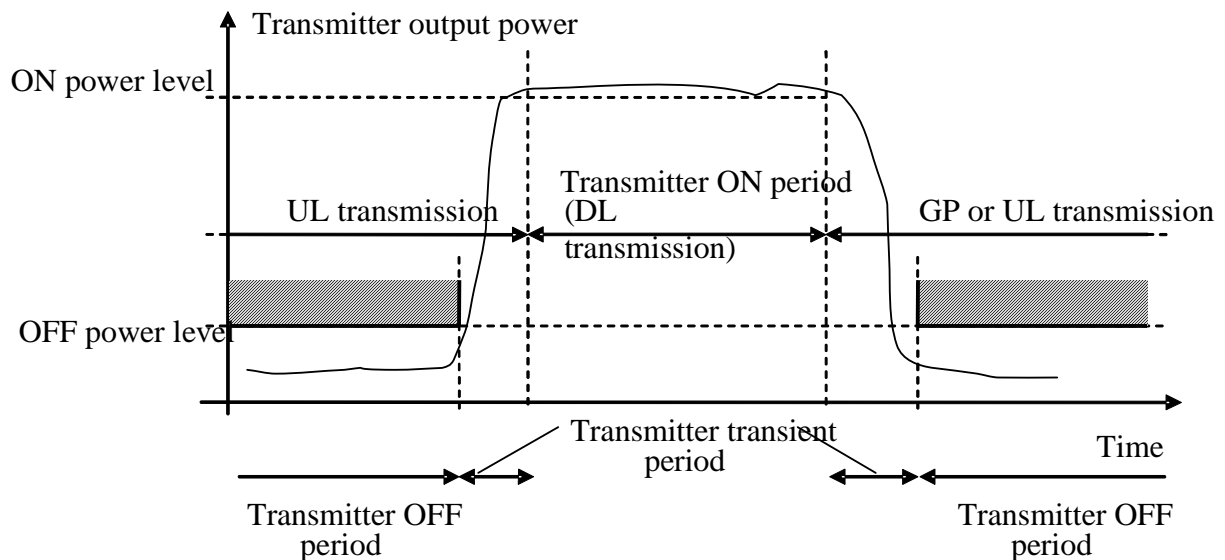 Transmitter output power
ON power level
UL transmission
Transmitter ON period
(DL
transmission)
GP or UL transmission
OFF power level
Transmitter transient
period
Time
Transmitter OFF
period
Transmitter OFF
period